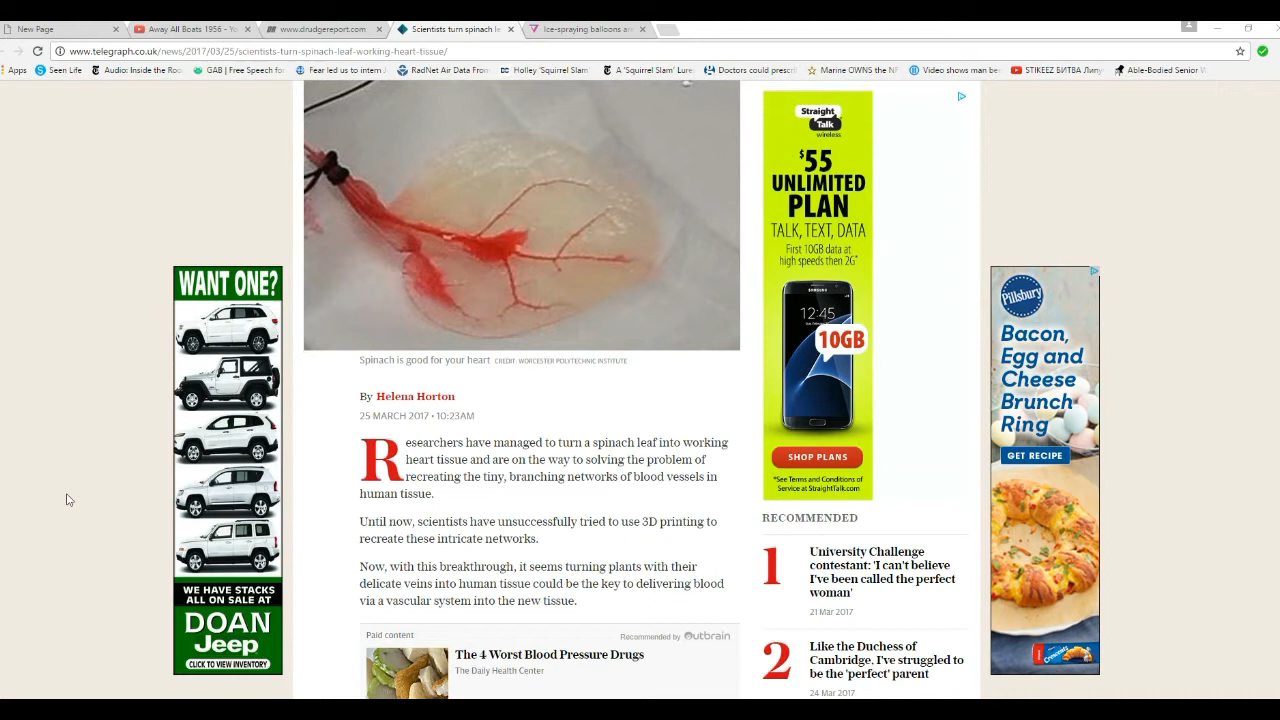 New Page
Away All Boats 1956 - Yo
www.drudgereport.com
Scientists turn spinach le
Ice-spraying balloons an
www.telegraph.co.uk/news/2017/03/25/scientists-turn-spinach-leaf-working-heart-tissue/
Apps
Seen Life
Audio: Inside the Roo
GAB | Free Speech for
Fear led us to intern J
RadNet Air Data From
Holley 'Squirrel Slam'
A 'Squirrel Slam' Lure
Doctors could prescri
Marine OWNS the NF
Video shows man be
STIKEEZ БИТВА Липу
Able-Bodied Senior W
Spinach is good for your heart CREDIT: WORCESTER POLYTECHNIC INSTITUTE
By Helena Horton
25 MARCH 2017 • 10:23AM
Researchers have managed to turn a spinach leaf into working
heart tissue and are on the way to solving the problem of
recreating the tiny, branching networks of blood vessels in
human tissue.
Until now, scientists have unsuccessfully tried to use 3D printing to
recreate these intricate networks.
Now, with this breakthrough, it seems turning plants with their
delicate veins into human tissue could be the key to delivering blood
via a vascular system into the new tissue.
Paid content
Recommended by Outbrain
The 4 Worst Blood Pressure Drugs
The Daily Health Center
WANT ONE?
WE HAVE STACKS
ALL ON SALE AT
DOAN
Jeep
CLICK TO VIEW INVENTORY
Straight
Talk
wireless
$55
UNLIMITED
PLAN
TALK, TEXT, DATA
First 10GB data at
high speeds then 2G*
SAMSUNG
12:45
10GB
SHOP PLANS
*See Terms and Conditions of
Service at StraightTalk.com
RECOMMENDED
1
University Challenge
contestant: 'I can't believe
I've been called the perfect
woman'
21 Mar 2017
2
Like the Duchess of
Cambridge, I've struggled to
be the 'perfect' parent
24 Mar 2017
Pillsbury
Bacon,
Egg and
Cheese
Brunch
Ring
GET RECIPE
Crescents